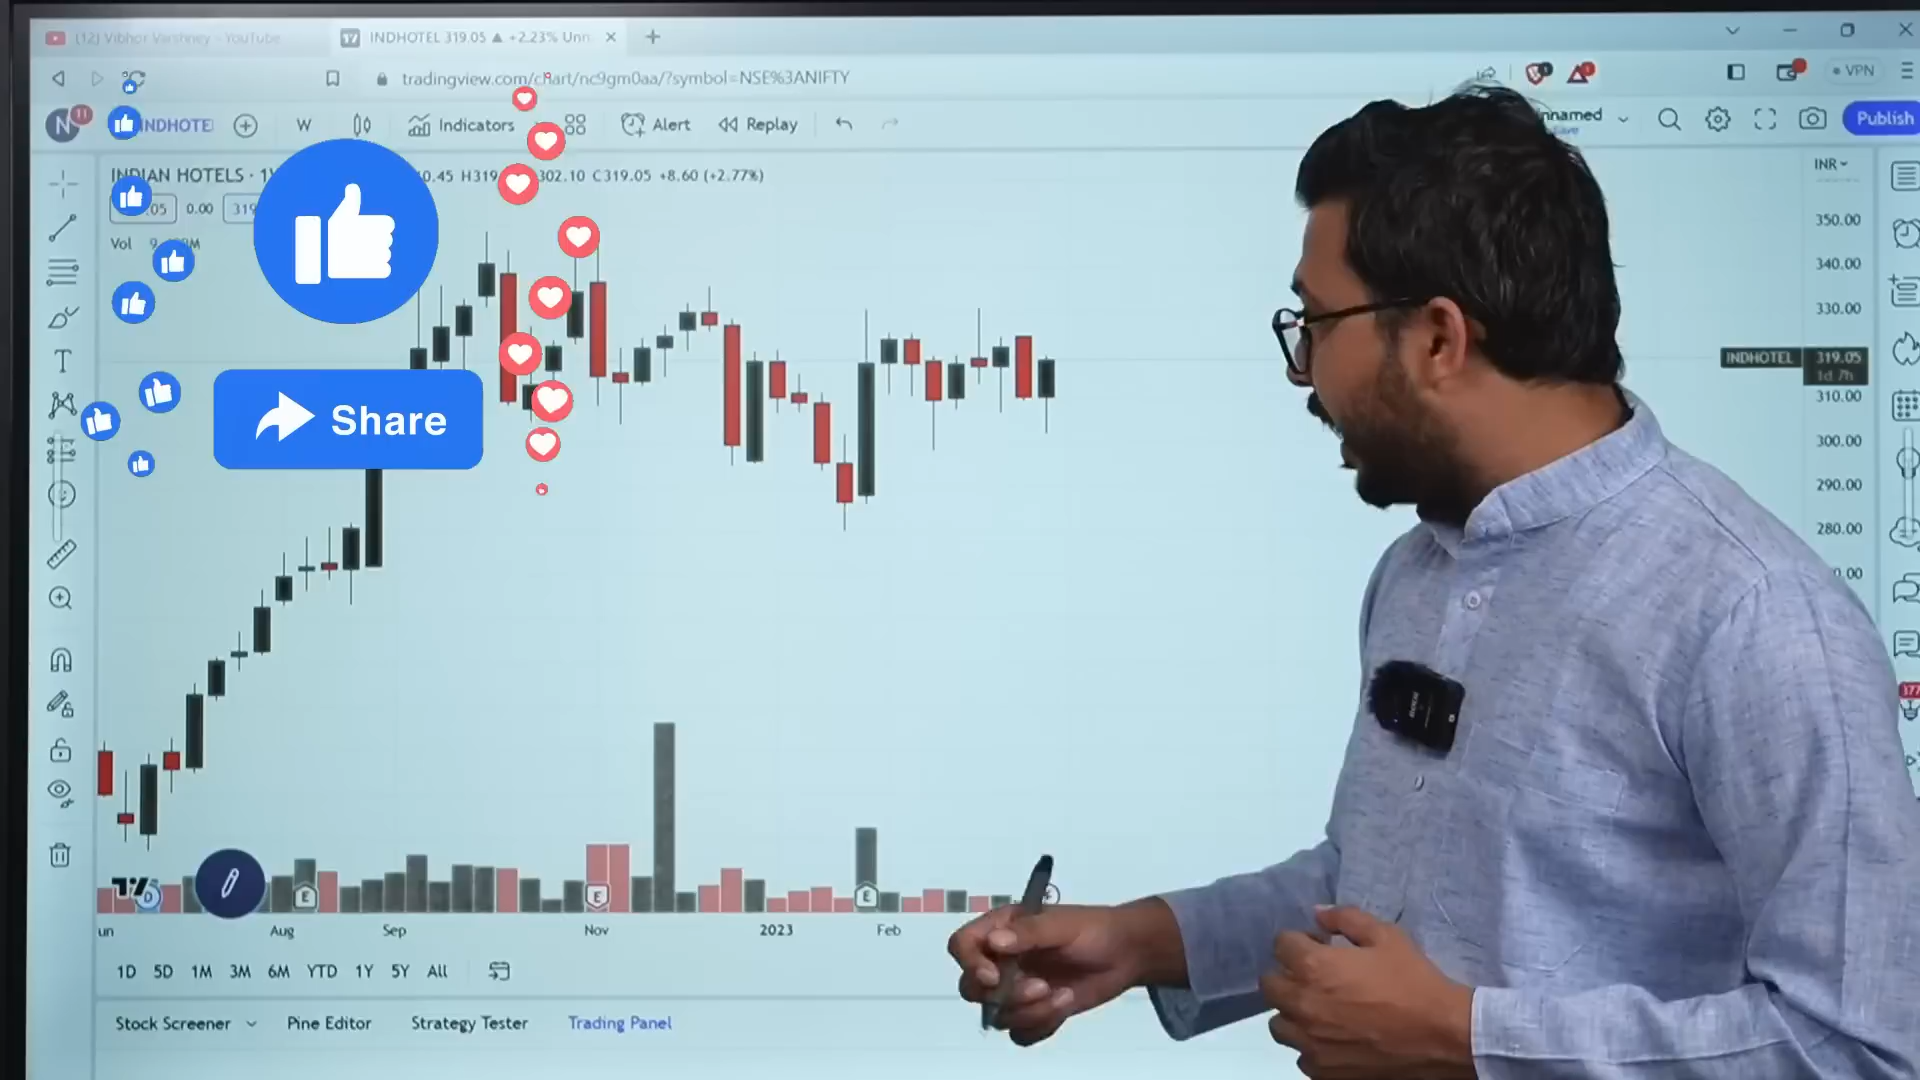 (12) Vibhor Varshney - YouTube
INDHOTEL 319.05 ▲ +2.23% Unn
tradingview.com/chart/nc9gm0aa/?symbol=NSE%3ANIFTY
VPN
N
11
INDHOTE
W
Indicators
Alert
Replay
nnamed
Save
Publish
INDIAN HOTELS · 1W
0.45 H319
302.10 C319.05 +8.60 (+2.77%)
INR
05
0.00
319
Vol
9
M
350.00
340.00
330.00
INDHOTEL
319.05
1d 7h
310.00
300.00
290.00
280.00
0.00
Share
377
D
E
E
E
un
Aug
Sep
Nov
2023
Feb
1D 5D 1M 3M 6M YTD 1Y 5Y All
Stock Screener
Pine Editor
Strategy Tester
Trading Panel